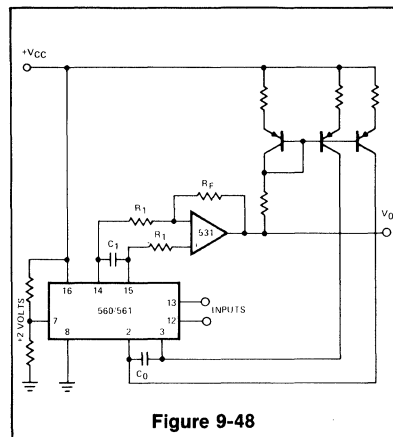 +VCC
RF
VO
R1
531
C1
R1
+2 VOLTS
16
14
15
13
INPUTS
560/561
12
7
8
2
3
C0
Figure 9-48